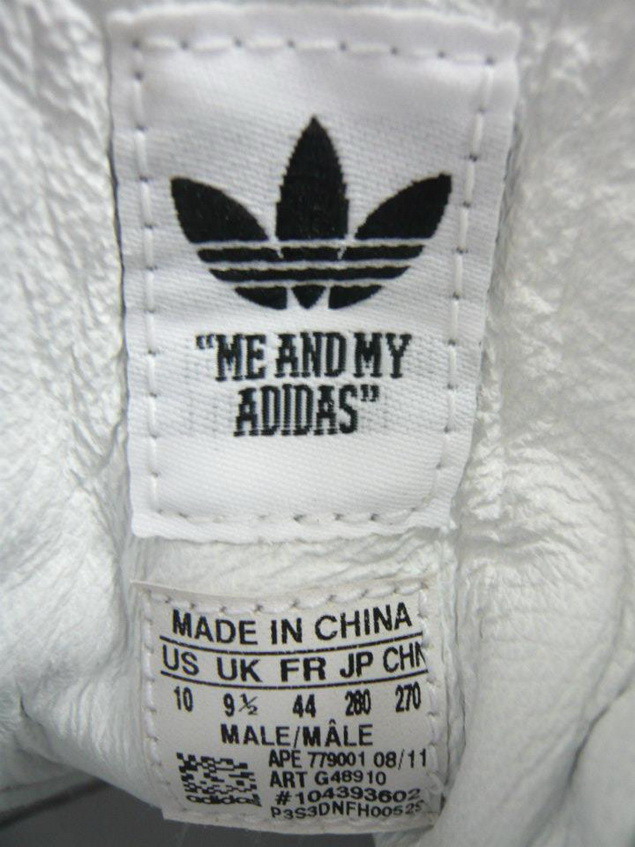 "ME AND MY
ADIDAS"
MADE IN CHINA
US UK FR JP CHN
10 9½ 44 280 270
MALE/MÂLE
APE 779001 08/11
ART G48910
#104393602
P3S3DNFH00529